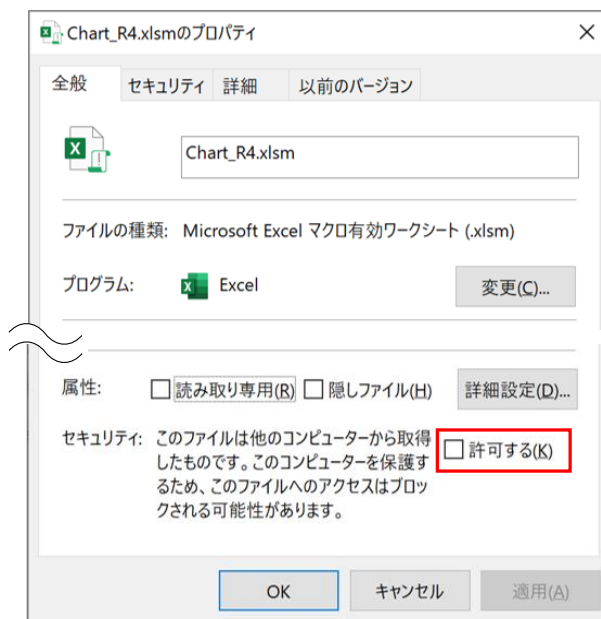 Chart_R4.xlsmのプロパティ
全般 セキュリティ 詳細 以前のバージョン
Chart_R4.xlsm
ファイルの種類: Microsoft Excel マクロ有効ワークシート (.xlsm)
プログラム: Excel 変更(C)...
属性: 読み取り専用(R) 隠しファイル(H) 詳細設定(D)...
セキュリティ: このファイルは他のコンピューターから取得 許可する(K)
したものです。このコンピューターを保護す
るため、このファイルへのアクセスはブロッ
クされる可能性があります。
OK キャンセル 適用(A)